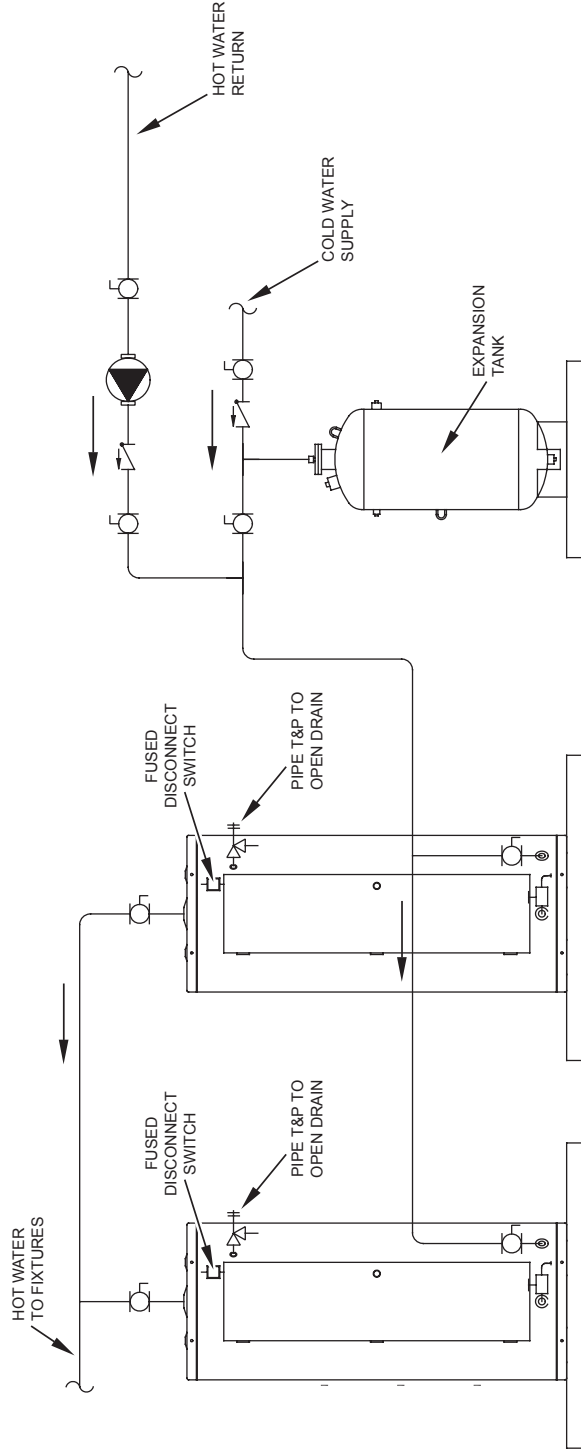 HOT WATER
TO FIXTURES
FUSED
DISCONNECT
SWITCH
PIPE T&P TO
OPEN DRAIN
FUSED
DISCONNECT
SWITCH
PIPE T&P TO
OPEN DRAIN
EXPANSION
TANK
COLD WATER
SUPPLY
HOT WATER
RETURN